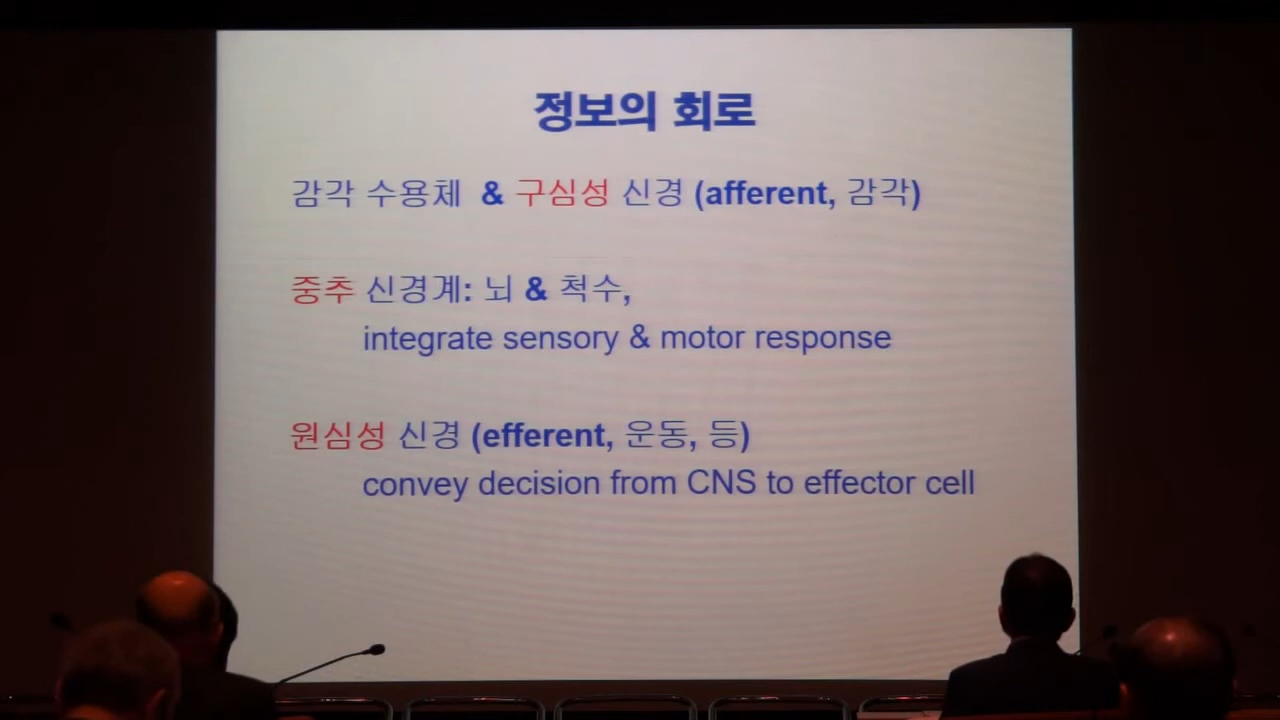 정보의 회로
감각 수용체 & 구심성 신경 (afferent, 감각)
중추 신경계: 뇌 & 척수,
integrate sensory & motor response
원심성 신경 (efferent, 운동, 등)
convey decision from CNS to effector cell